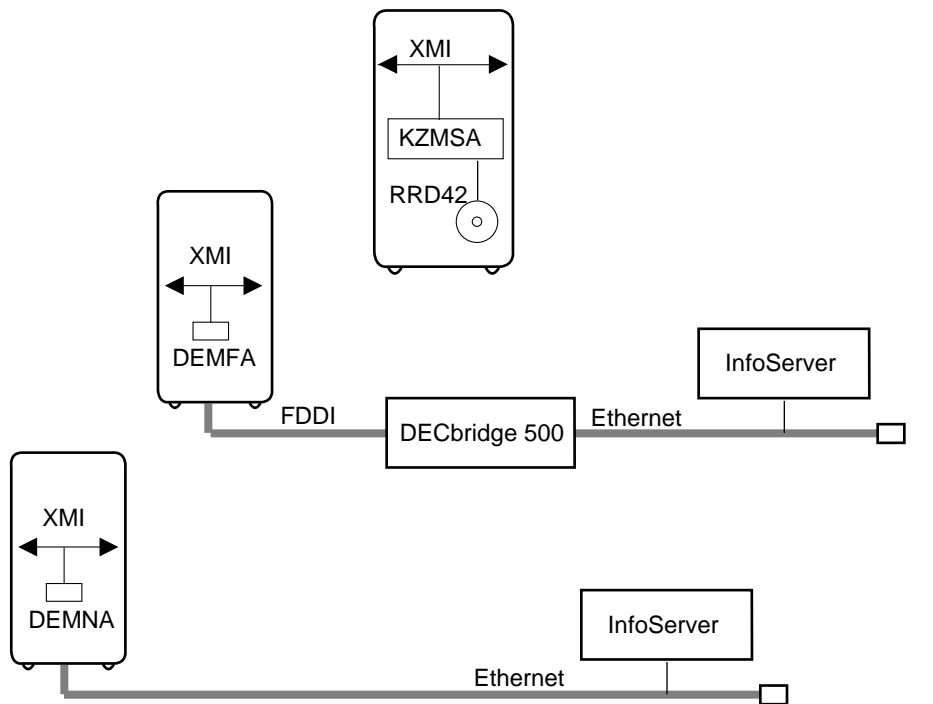 XMI
KZMSA
RRD42
XMI
DEMFA
FDDI
DECbridge 500
Ethernet
InfoServer
XMI
DEMNA
Ethernet
InfoServer